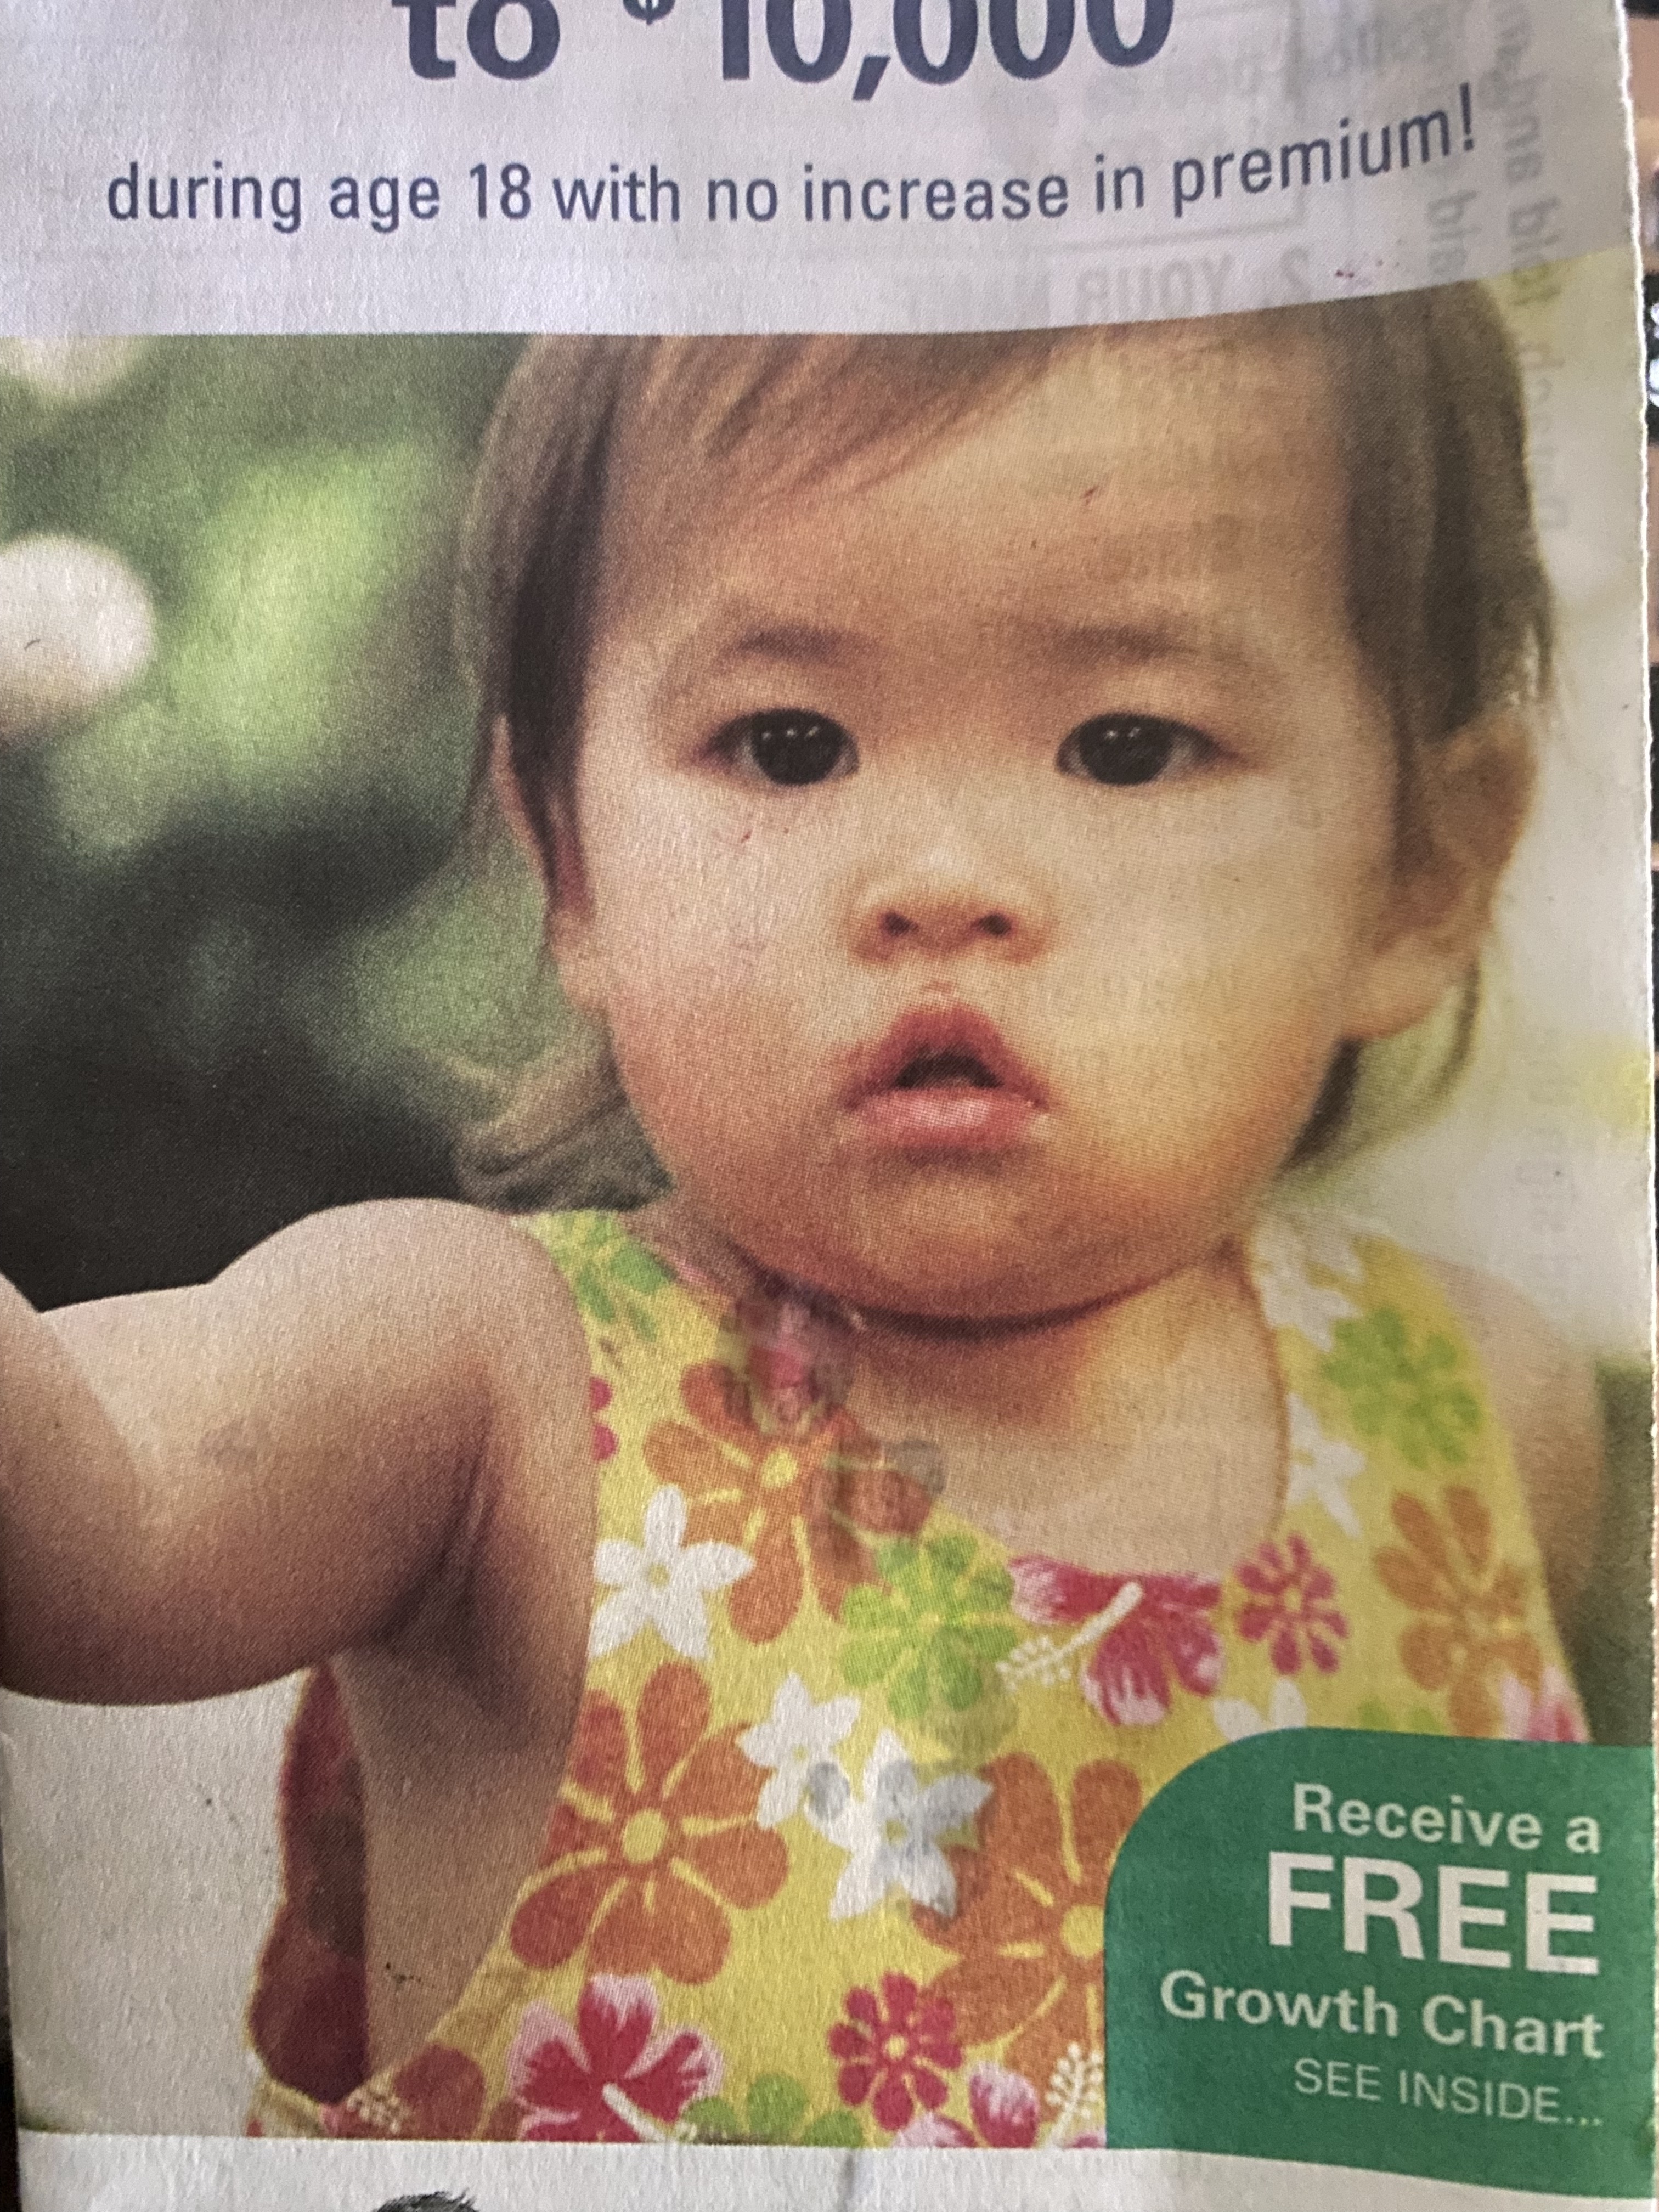 to $10,000
during age 18 with no increase in premium!
Receive a
FREE
Growth Chart
SEE INSIDE...